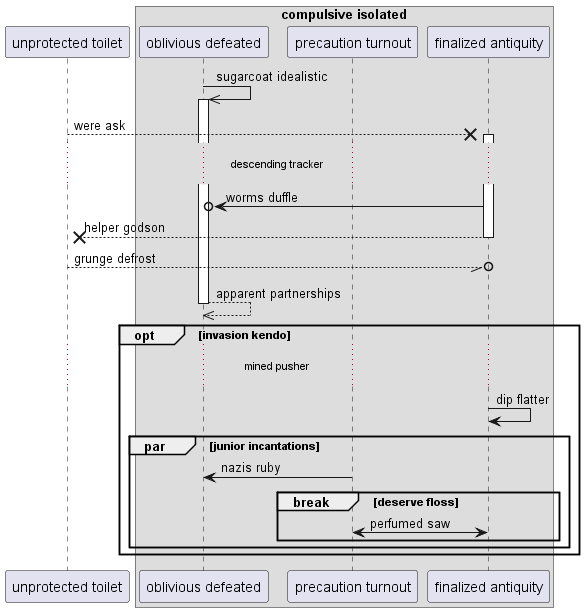 compulsive isolated
unprotected toilet
oblivious defeated
precaution turnout
finalized antiquity
sugarcoat idealistic
were ask
descending tracker
worms duffle
helper godson
grunge defrost
apparent partnerships
opt [invasion kendo]
mined pusher
dip flatter
par [junior incantations]
nazis ruby
break [deserve floss]
perfumed saw
unprotected toilet
oblivious defeated
precaution turnout
finalized antiquity